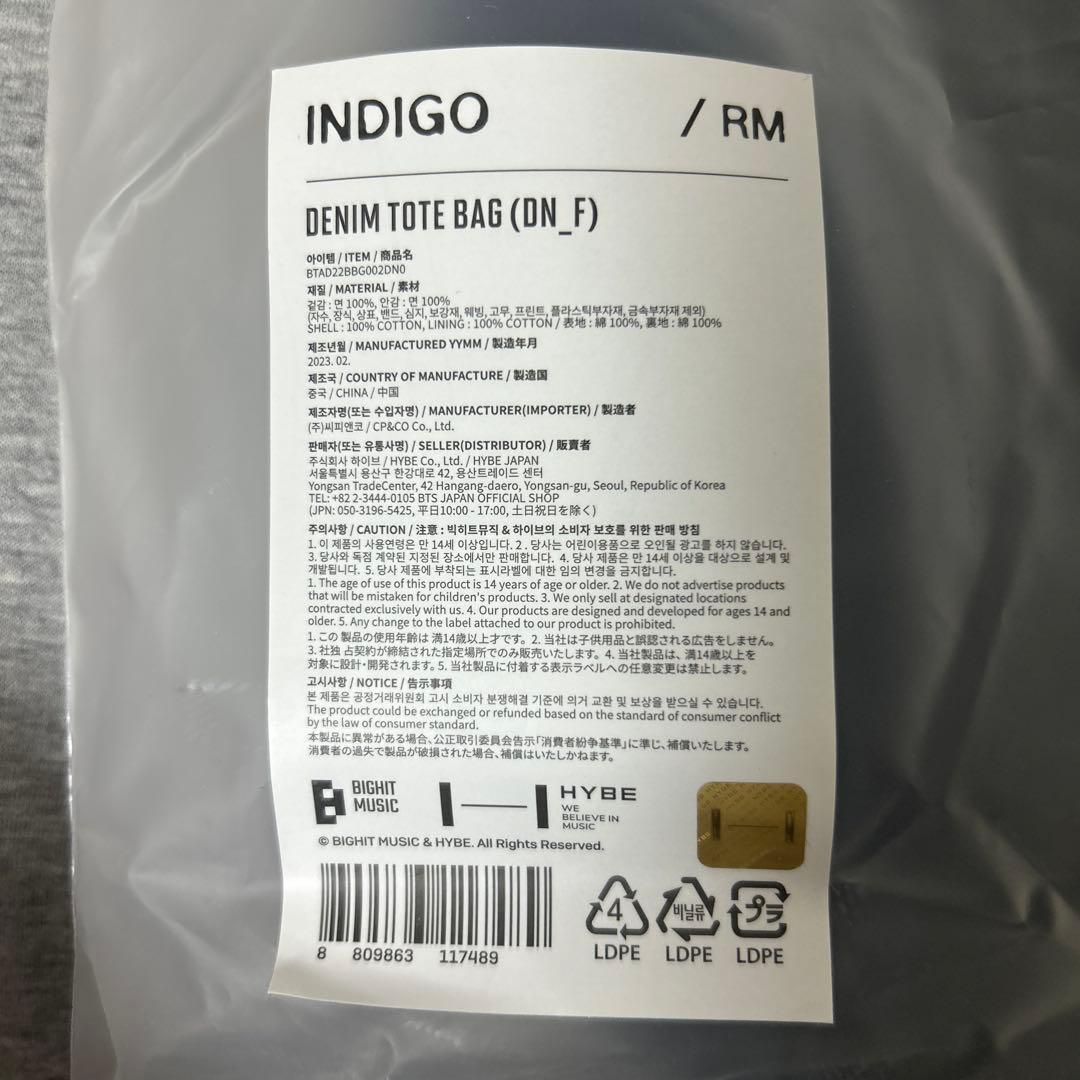 INDIGO / RM
DENIM TOTE BAG (DN_F)
아이템 / ITEM / 商品名
BTAD22BBG002DN0
재질 / MATERIAL / 素材
겉감 : 면 100%, 안감 : 면 100%
(자수, 장식, 상표, 밴드, 심지, 보강재, 웨빙, 고무, 프린트, 플라스틱부자재, 금속부자재 제외)
SHELL : 100% COTTON, LINING : 100% COTTON / 表地 : 綿 100%, 裏地 : 綿 100%
제조년월 / MANUFACTURED YYMM / 製造年月
2023. 02.
제조국 / COUNTRY OF MANUFACTURE / 製造国
중국 / CHINA / 中国
제조자명(또는 수입자명) / MANUFACTURER(IMPORTER) / 製造者
(주)씨피앤코 / CP&CO Co., Ltd.
판매자(또는 유통사명) / SELLER(DISTRIBUTOR) / 販賣者
주식회사 하이브 / HYBE Co., Ltd. / HYBE JAPAN
서울특별시 용산구 한강대로 42, 용산트레이드 센터
Yongsan TradeCenter, 42 Hangang-daero, Yongsan-gu, Seoul, Republic of Korea
TEL: +82 2-3444-0105 BTS JAPAN OFFICIAL SHOP
(JPN: 050-3196-5425, 平日10:00 - 17:00, 土日祝日を除く)
주의사항 / CAUTION / 注意 : 빅히트뮤직 & 하이브의 소비자 보호를 위한 판매 방침
1. 이 제품의 사용연령은 만 14세 이상입니다. 2 . 당사는 어린이용품으로 오인될 광고를 하지 않습니다.
3. 당사와 독점 계약된 지정된 장소에서만 판매합니다. 4. 당사 제품은 만 14세 이상을 대상으로 설계 및
개발됩니다. 5. 당사 제품에 부착되는 표시라벨에 대한 임의 변경을 금지합니다.
1. The age of use of this product is 14 years of age or older. 2. We do not advertise products
that will be mistaken for children's products. 3. We only sell at designated locations
contracted exclusively with us. 4. Our products are designed and developed for ages 14 and
older. 5. Any change to the label attached to our product is prohibited.
1. この 製品の使用年齢は 満14歳以上才です。2. 当社は子供用品と誤認される広告をしません。
3. 社独 占契約が締結された指定場所でのみ販売いたします。4. 当社製品は、満14歳以上を
対象に設計・開発されます。5. 当社製品に付着する表示ラベルへの任意変更は禁止します。
고시사항 / NOTICE / 告示事項
본 제품은 공정거래위원회 고시 소비자 분쟁해결 기준에 의거 교환 및 보상을 받으실 수 있습니다.
The product could be exchanged or refunded based on the standard of consumer conflict
by the law of consumer standard.
本製品に異常がある場合、公正取引委員会告示「消費者紛争基準」に準じ、補償いたします。
消費者の過失で製品が破損された場合、補償はいたしかねます。
BIGHIT
MUSIC
HYBE
WE
BELIEVE IN
MUSIC
© BIGHIT MUSIC & HYBE. All Rights Reserved.
8 809863 117489
4 비닐류 プラ
LDPE LDPE LDPE